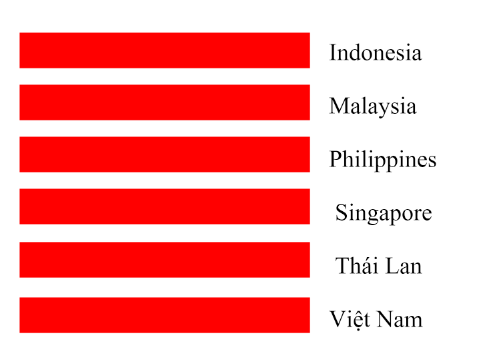 Indonesia
Malaysia
Philippines
Singapore
Thái Lan
Việt Nam